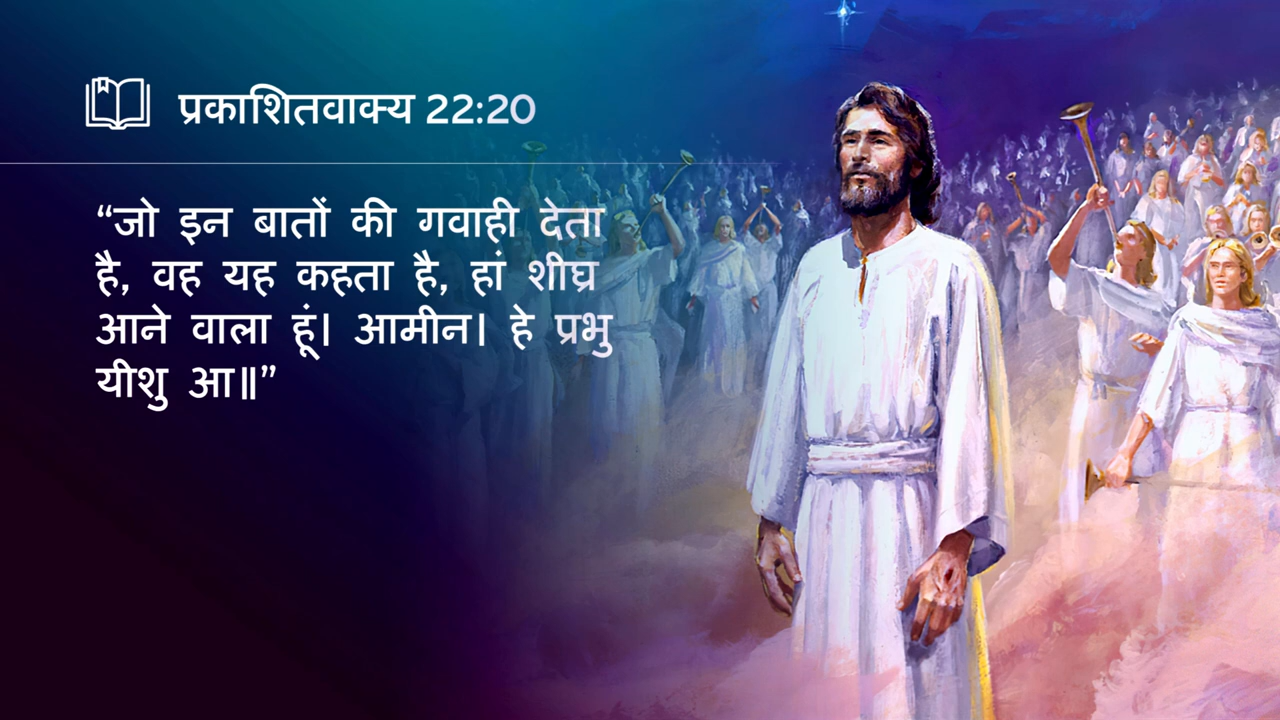 प्रकाशितवाक्य 22:20
“जो इन बातों की गवाही देता
है, वह यह कहता है, हां शीघ्र
आने वाला हूं। आमीन। हे प्रभु
यीशु आ॥”